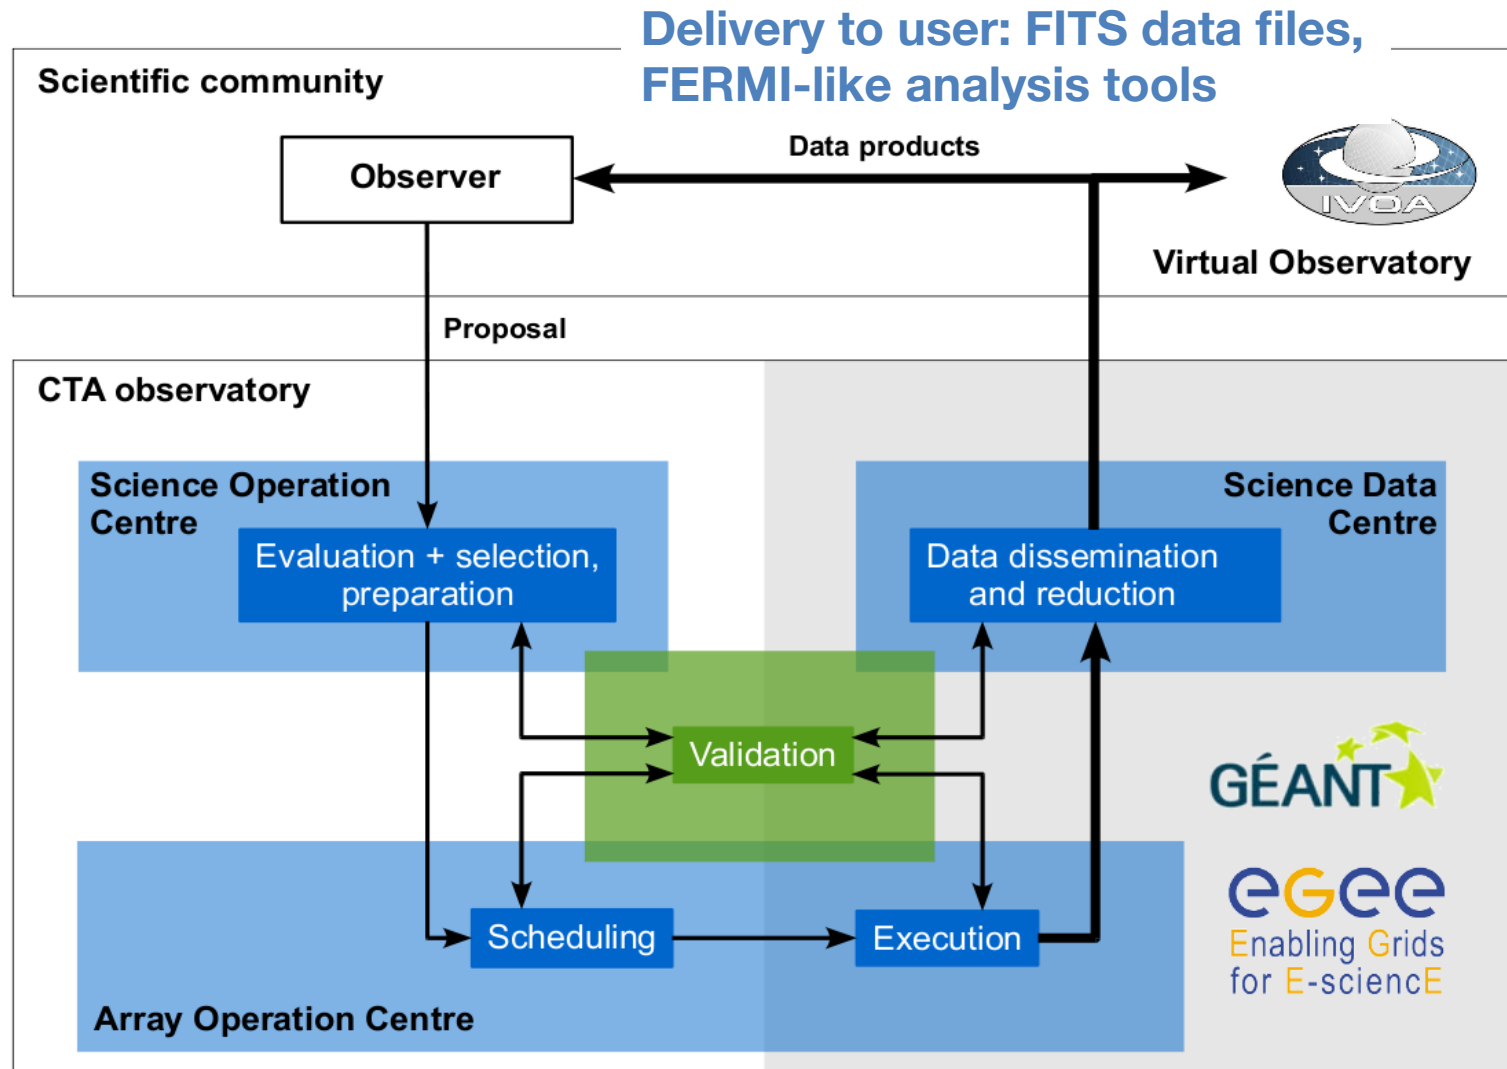 Delivery to user: FITS data files,
FERMI-like analysis tools
Scientific community
Data products
Observer
IVOA
Virtual Observatory
Proposal
CTA observatory
Science Operation
Centre
Science Data
Centre
Evaluation + selection,
preparation
Data dissemination
and reduction
Validation
GÉANT
Scheduling
Execution
eGee
Enabling Grids
for E-sciencE
Array Operation Centre